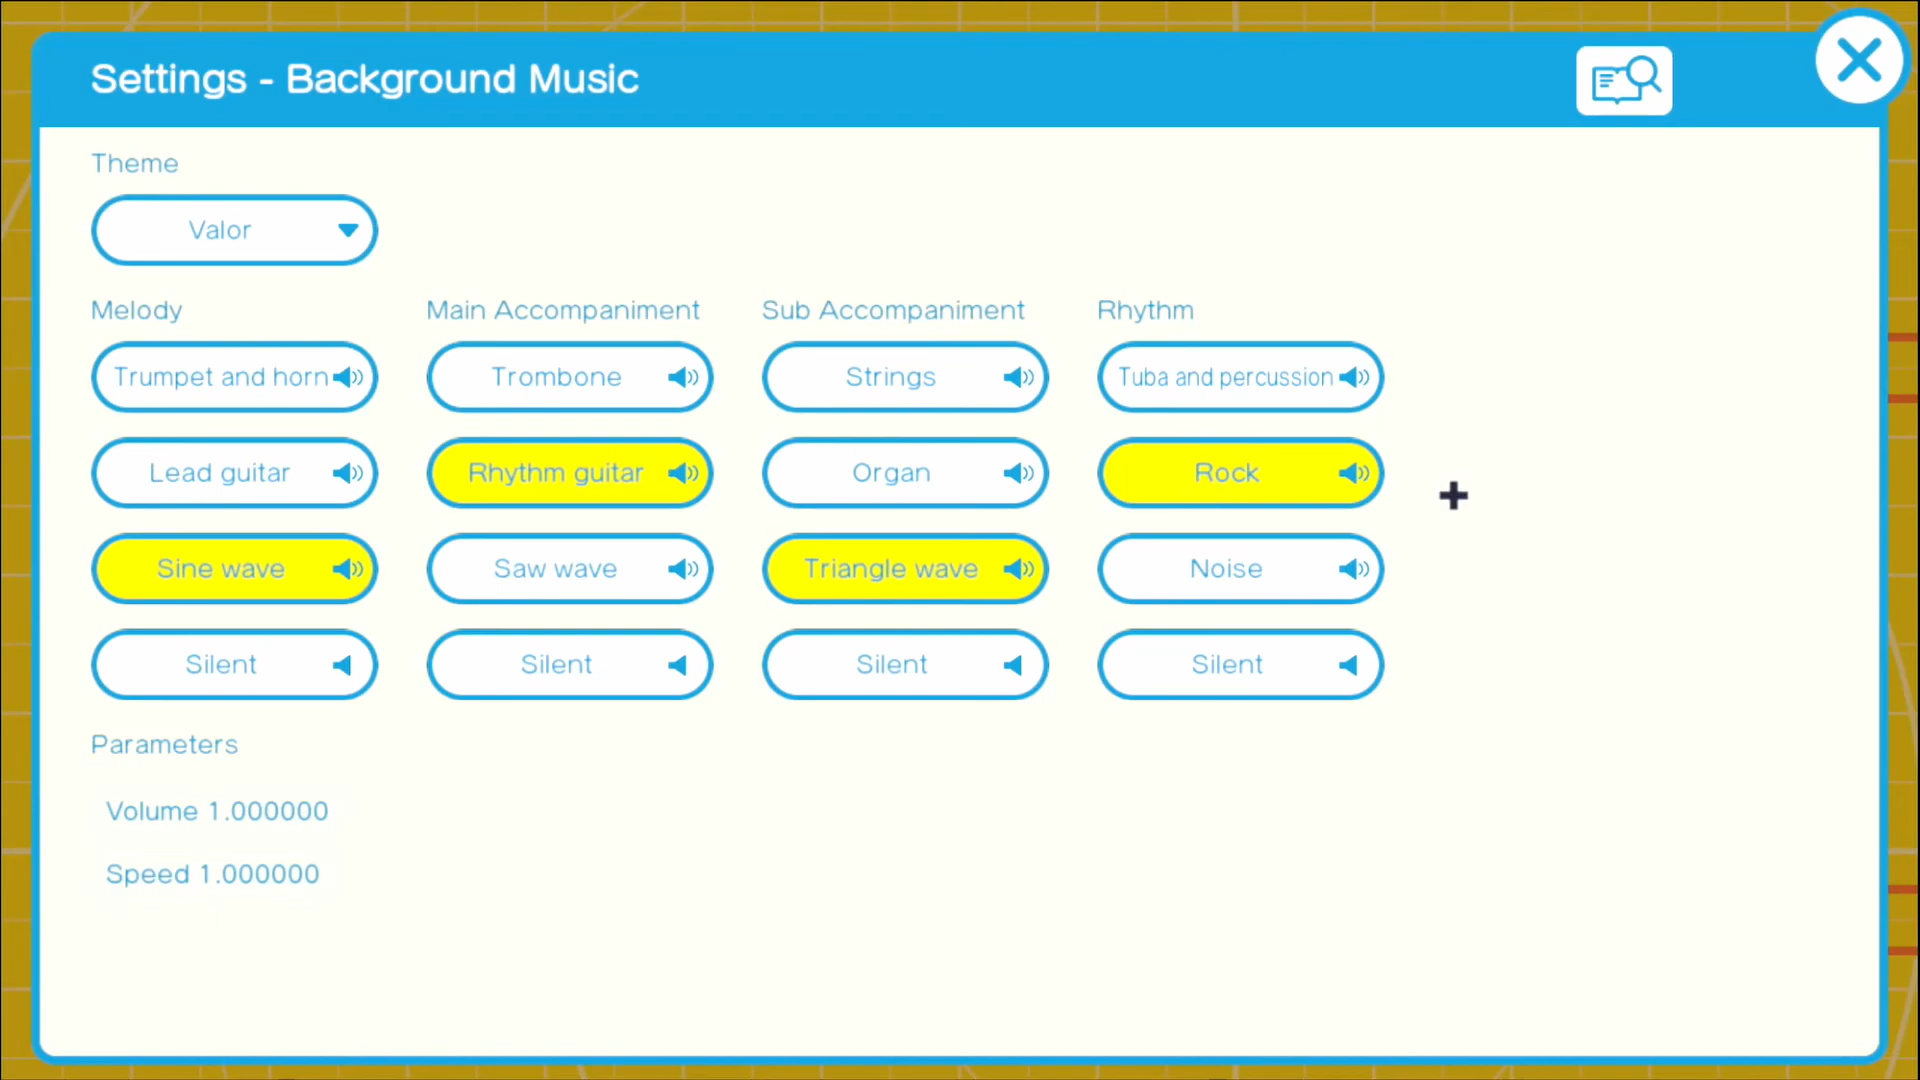 Settings - Background Music
Theme
Valor
Melody Main Accompaniment Sub Accompaniment Rhythm
Trumpet and horn Trombone Strings Tuba and percussion
Lead guitar Rhythm guitar Organ Rock
Sine wave Saw wave Triangle wave Noise
Silent Silent Silent Silent
Parameters
Volume 1.000000
Speed 1.000000